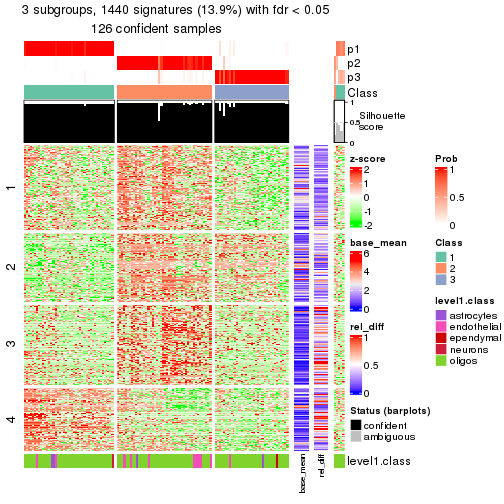 3 subgroups, 1440 signatures (13.9%) with fdr < 0.05
126 confident samples
p1
p2
p3
Class
1
0.5
0
Silhouette
score
1
2
3
4
z-score
2
1
0
-1
-2
base_mean
6
4
2
0
rel_diff
1
0.5
0
Status (barplots)
confident
ambiguous
Prob
1
0.5
0
Class
1
2
3
level1.class
astrocytes
endothelial
ependymal
neurons
oligos
level1.class
base_mean
rel_diff